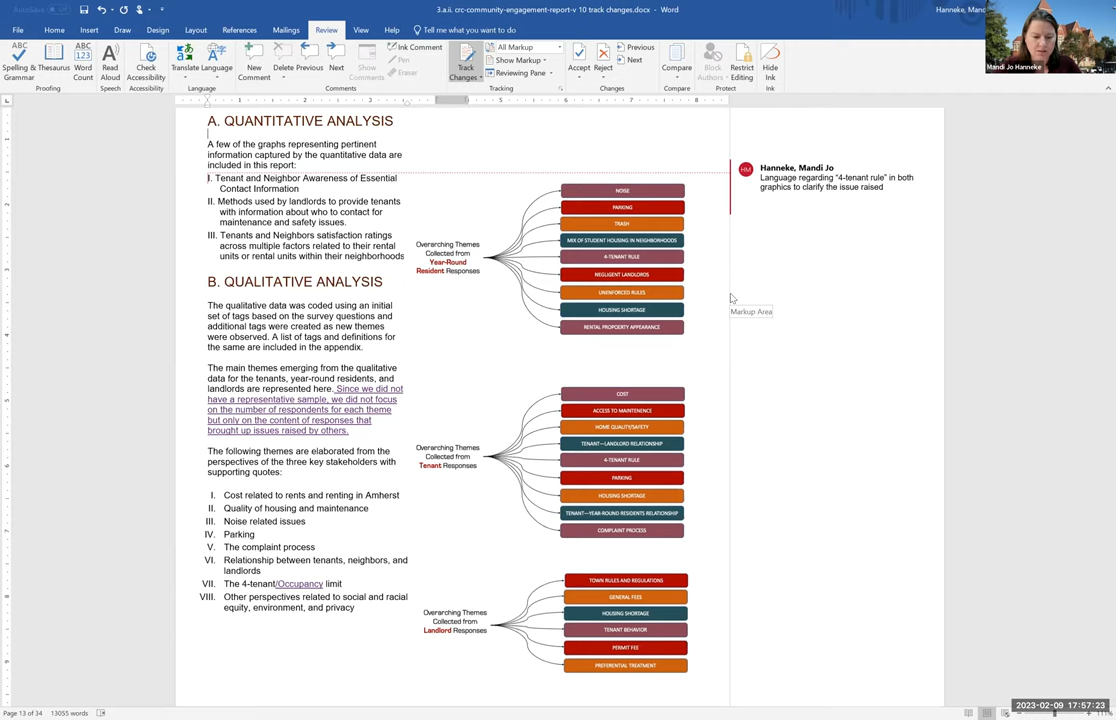 AutoSave
3.a.ii. crc-community-engagement-report-v 10 track changes.docx - Word
Hanneke, Mandi
File Home Insert Draw Design Layout References Mailings Review View Help Tell me what you want to do
Spelling & Grammar
Thesaurus
Word Count
Read Aloud
Check Accessibility
Translate
Language
New Comment
Delete
Previous
Next
Show Comments
Ink Comment
Pen
Eraser
Track Changes
All Markup
Show Markup
Reviewing Pane
Accept
Reject
Previous
Next
Compare
Block Authors
Restrict Editing
Hide Ink
Proofing
Speech
Accessibility
Language
Comments
Tracking
Changes
Compare
Protect
Ink
Mandi Jo Hanneke
A. QUANTITATIVE ANALYSIS
A few of the graphs representing pertinent
information captured by the quantitative data are
included in this report:
I. Tenant and Neighbor Awareness of Essential
Contact Information
II. Methods used by landlords to provide tenants
with information about who to contact for
maintenance and safety issues.
III. Tenants and Neighbors satisfaction ratings
across multiple factors related to their rental
units or rental units within their neighborhoods
B. QUALITATIVE ANALYSIS
The qualitative data was coded using an initial
set of tags based on the survey questions and
additional tags were created as new themes
were observed. A list of tags and definitions for
the same are included in the appendix.
The main themes emerging from the qualitative
data for the tenants, year-round residents, and
landlords are represented here. Since we did not
have a representative sample, we did not focus
on the number of respondents for each theme
but only on the content of responses that
brought up issues raised by others.
The following themes are elaborated from the
perspectives of the three key stakeholders with
supporting quotes:
I. Cost related to rents and renting in Amherst
II. Quality of housing and maintenance
III. Noise related issues
IV. Parking
V. The complaint process
VI. Relationship between tenants, neighbors, and
landlords
VII. The 4-tenant/Occupancy limit
VIII. Other perspectives related to social and racial
equity, environment, and privacy
Overarching Themes
Collected from
Year-Round
Resident Responses
NOISE
PARKING
TRASH
MIX OF STUDENT HOUSING IN NEIGHBORHOODS
4-TENANT RULE
NEGLIGENT LANDLORDS
UNENFORCED RULES
HOUSING SHORTAGE
RENTAL PROPOERTY APPEARANCE
Overarching Themes
Collected from
Tenant Responses
COST
ACCESS TO MAINTENENCE
HOME QUALITY/SAFETY
TENANT—LANDLORD RELATIONSHIP
4-TENANT RULE
PARKING
HOUSING SHORTAGE
TENANT—YEAR-ROUND RESIDENTS RELATIONSHIP
COMPLAINT PROCESS
Overarching Themes
Collected from
Landlord Responses
TOWN RULES AND REGULATIONS
GENERAL FEES
HOUSING SHORTAGE
TENANT BEHAVIOR
PERMIT FEE
PREFERENTIAL TREATMENT
HM
Hanneke, Mandi Jo
Language regarding "4-tenant rule" in both
graphics to clarify the issue raised
Markup Area
Page 13 of 34 13055 words
2023-02-09 17:57:23